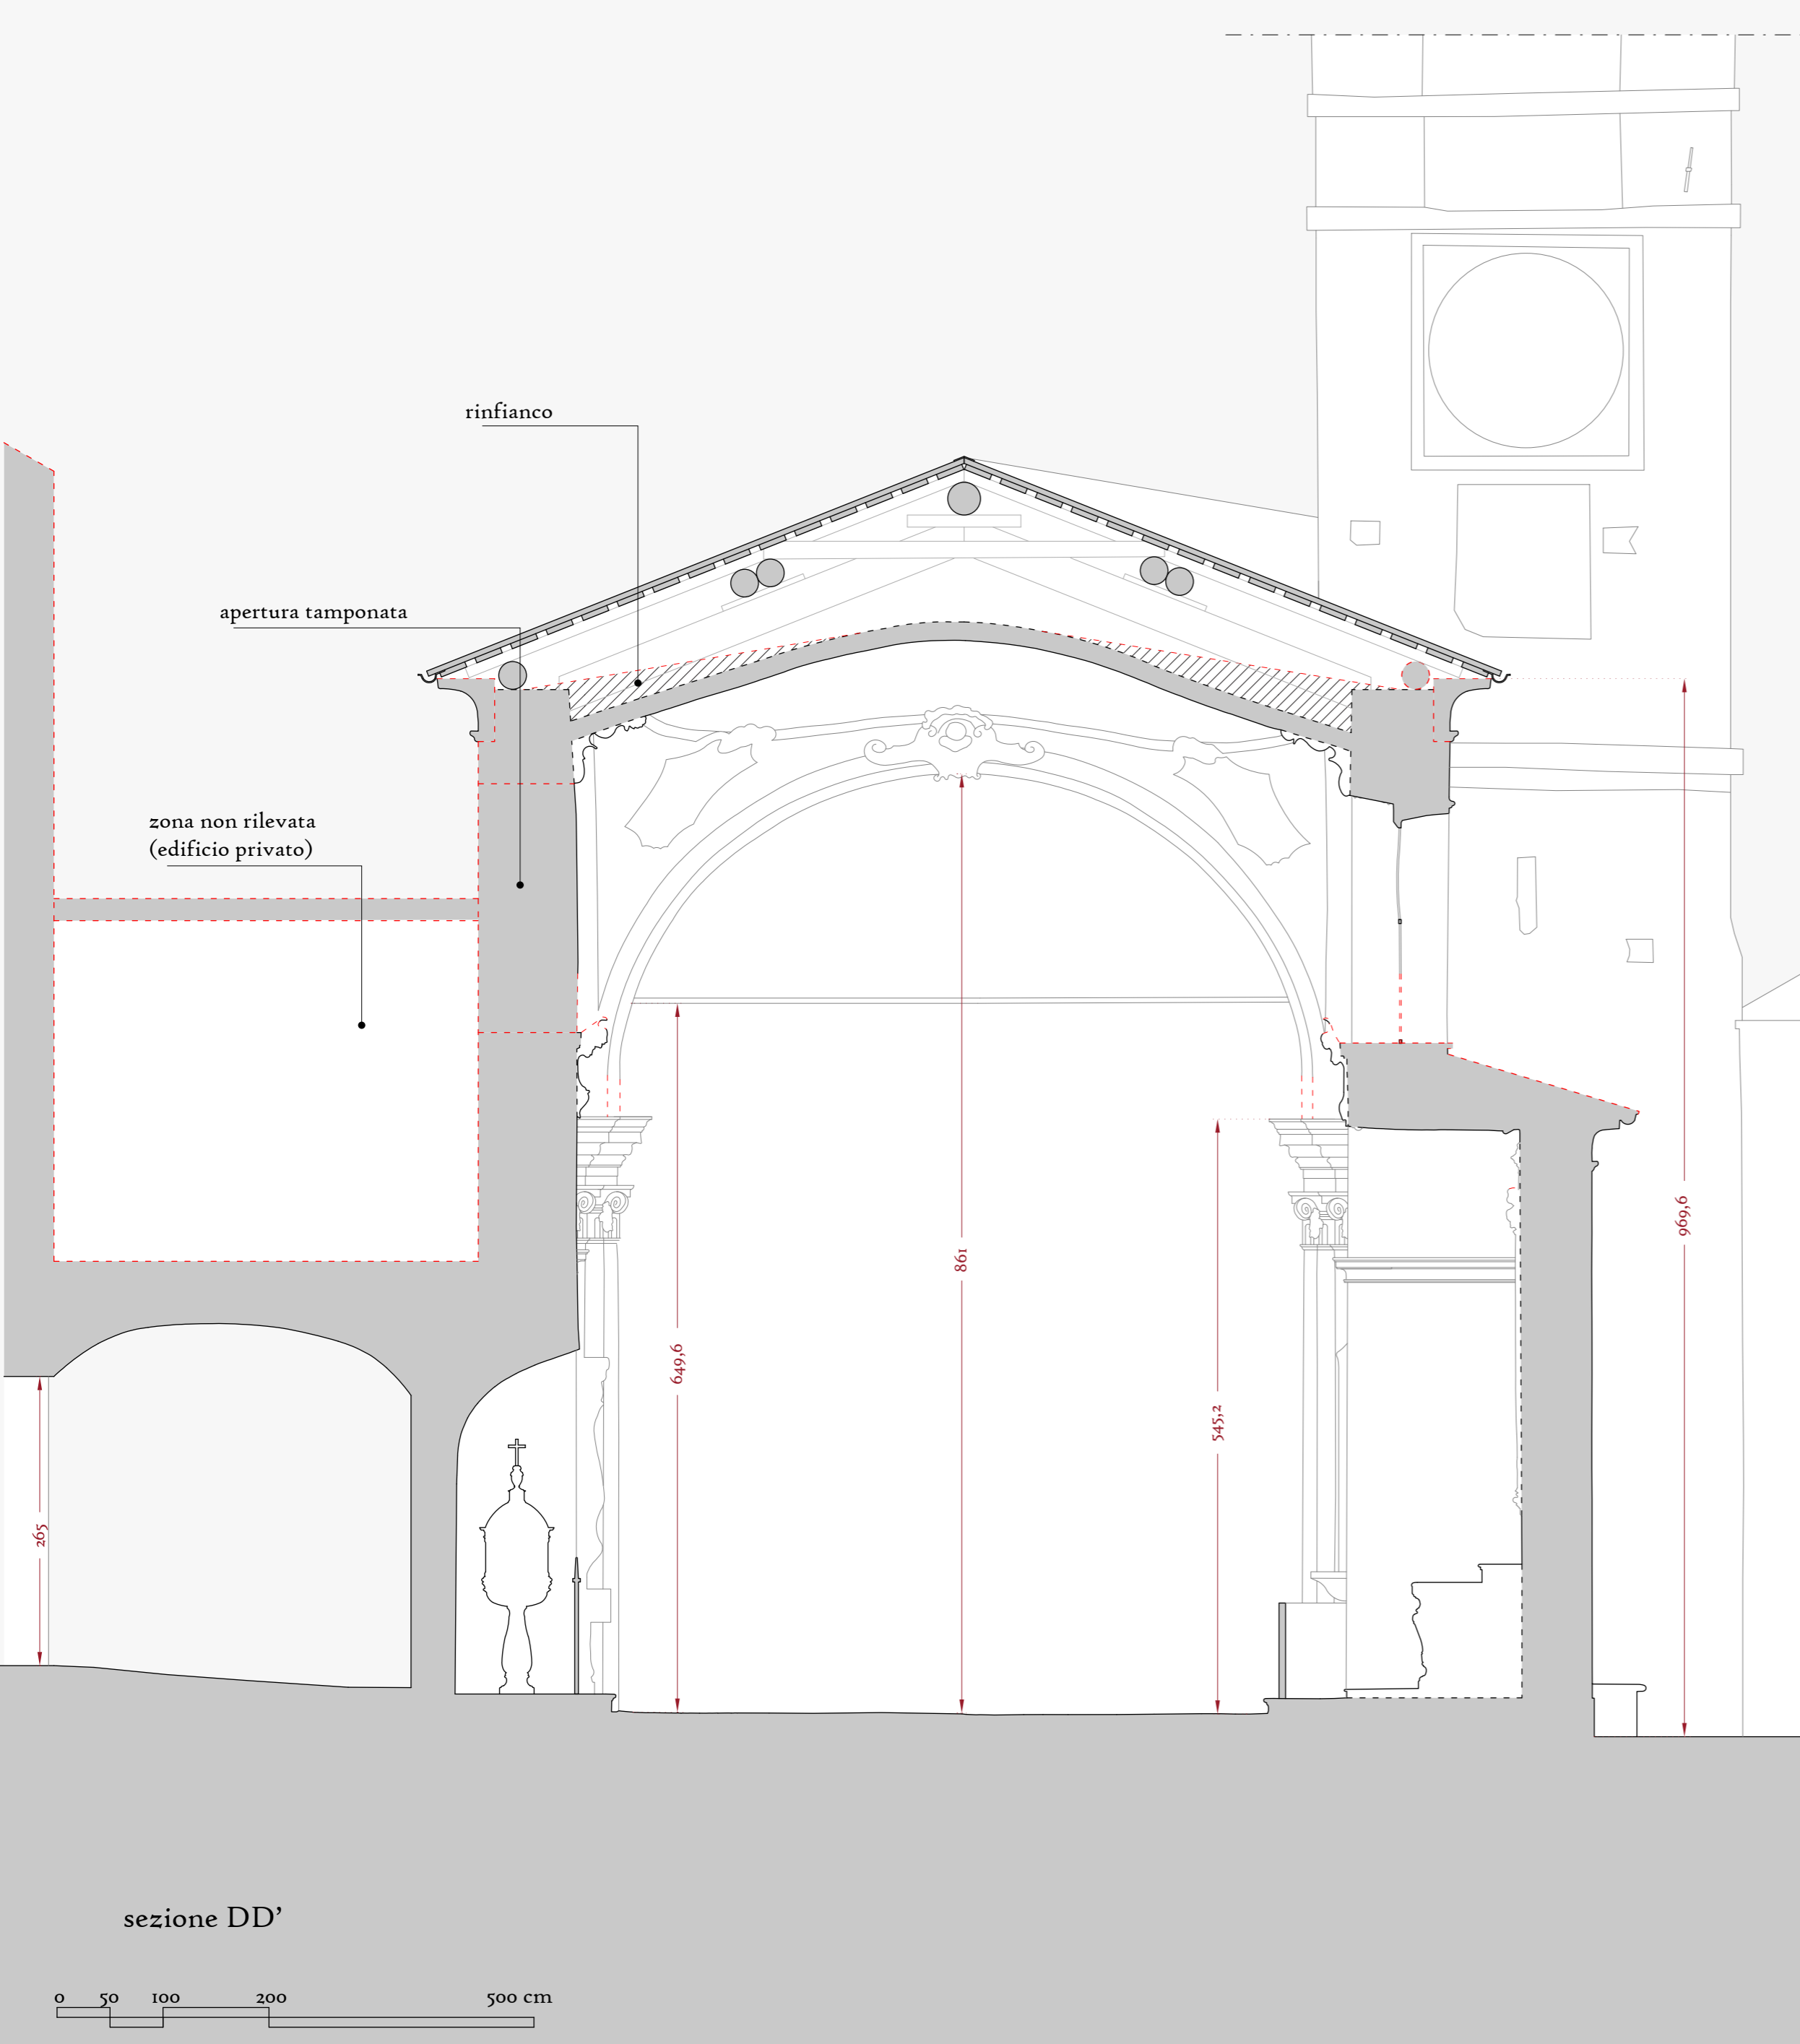 rinfianco
apertura tamponata
zona non rilevata
(edificio privato)
969,6
861
649,6
545,2
265
sezione DD’
0 50 100 200 500 cm